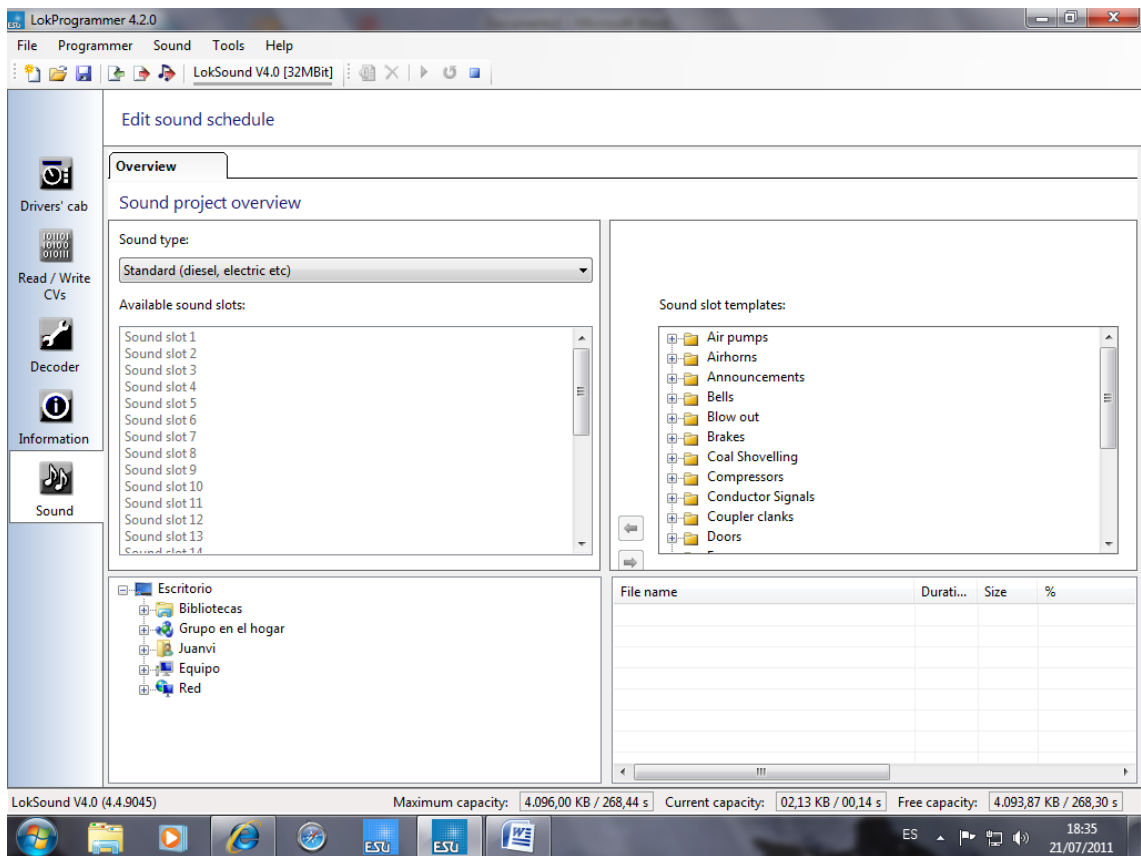 LokProgrammer 4.2.0
File Programmer Sound Tools Help
LokSound V4.0 [32MBit]
Edit sound schedule
Overview
Sound project overview
Drivers' cab
Read / Write
CVs
Decoder
Information
Sound
Sound type:
Standard (diesel, electric etc)
Available sound slots:
Sound slot 1
Sound slot 2
Sound slot 3
Sound slot 4
Sound slot 5
Sound slot 6
Sound slot 7
Sound slot 8
Sound slot 9
Sound slot 10
Sound slot 11
Sound slot 12
Sound slot 13
Sound slot 14
Sound slot templates:
Air pumps
Airhorns
Announcements
Bells
Blow out
Brakes
Coal Shovelling
Compressors
Conductor Signals
Coupler clanks
Doors
Escritorio
Bibliotecas
Grupo en el hogar
Juanvi
Equipo
Red
File name Durati... Size %
LokSound V4.0 (4.4.9045) Maximum capacity: 4.096,00 KB / 268,44 s Current capacity: 02,13 KB / 00,14 s Free capacity: 4.093,87 KB / 268,30 s
ESU ESU ES 18:35
21/07/2011